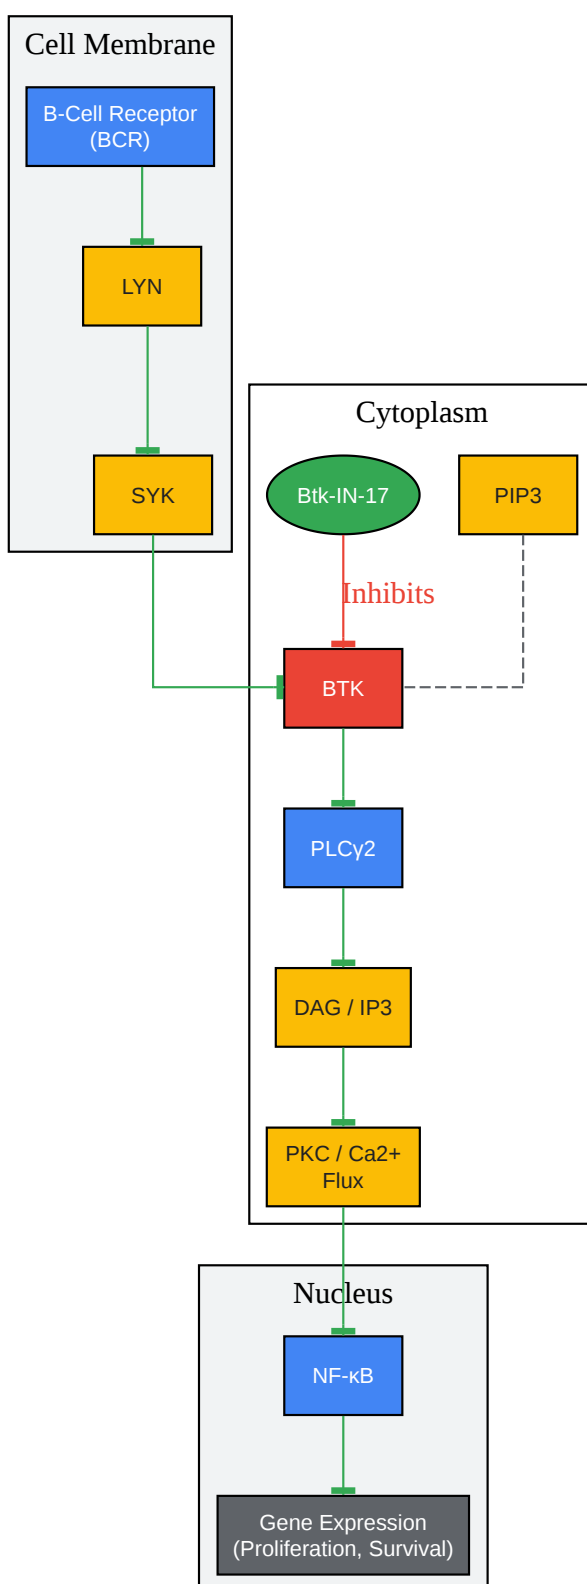 Cell Membrane
B-Cell Receptor
(BCR)
LYN
SYK
Cytoplasm
Btk-IN-17
PIP3
Inhibits
BTK
PLCγ2
DAG / IP3
PKC / Ca2+
Flux
Nucleus
NF-κB
Gene Expression
(Proliferation, Survival)